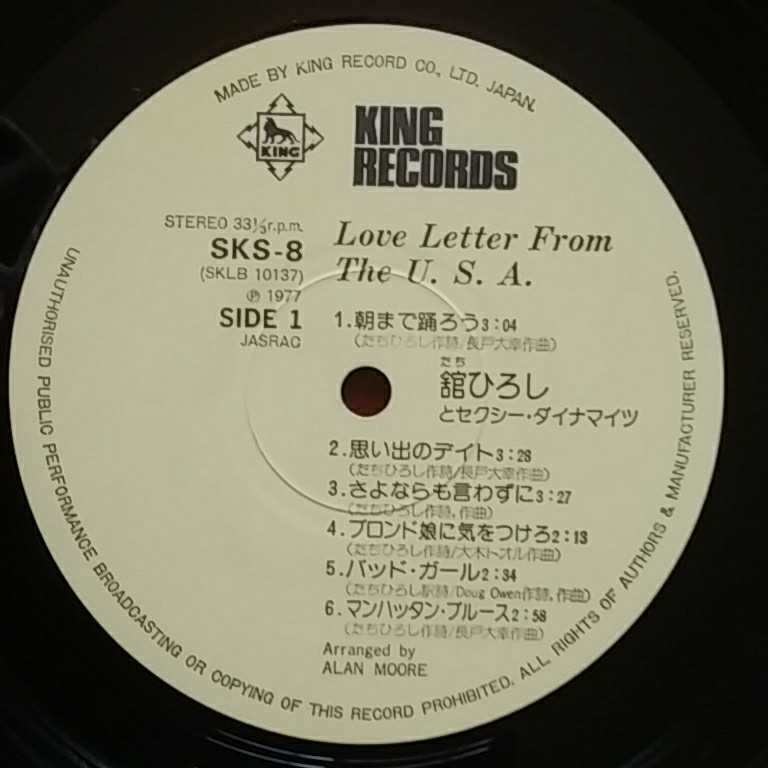 MADE BY KING RECORD CO., LTD. JAPAN.
KING
KING
RECORDS
STEREO 33⅓r.p.m.
SKS-8
(SKLB 10137)
Ⓟ 1977
SIDE 1
JASRAC
Love Letter From
The U. S. A.
1.朝まで踊ろう3:04
(たちひろし作詩/長戸大幸作曲)
たち
舘ひろし
とセクシー・ダイナマイツ
2.思い出のデイト3:28
(たちひろし作詩/長戸大幸作曲)
3.さよならも言わずに3:27
(たちひろし作詩,作曲)
4.ブロンド娘に気をつけろ2:13
(たちひろし作詩/大木トオル作曲)
5.バッド・ガール2:34
(たちひろし訳詩/Doug Owen作詩,作曲)
6.マンハッタン・ブルース2:58
(たちひろし作詩/長戸大幸作曲)
Arranged by
ALAN MOORE
UNAUTHORISED PUBLIC PERFORMANCE BROADCASTING OR COPYING OF THIS RECORD PROHIBITED. ALL RIGHTS OF AUTHORS & MANUFACTURER RESERVED.